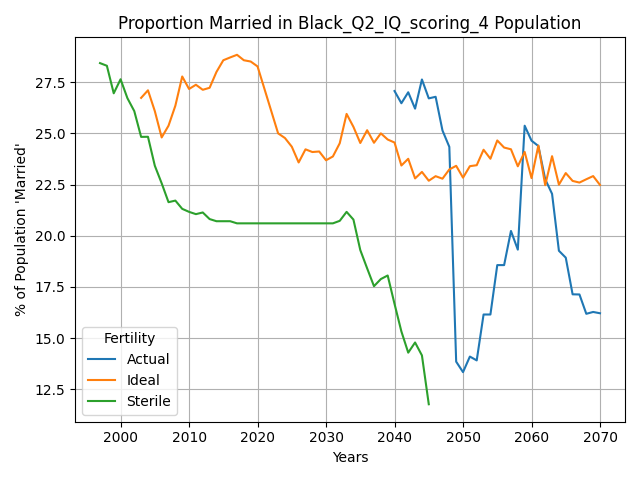 Proportion Married in Black_Q2_IQ_scoring_4 Population
% of Population 'Married'
27.5
25.0
22.5
20.0
17.5
15.0
12.5
Fertility
Actual
Ideal
Sterile
2000 2010 2020 2030 2040 2050 2060 2070
Years